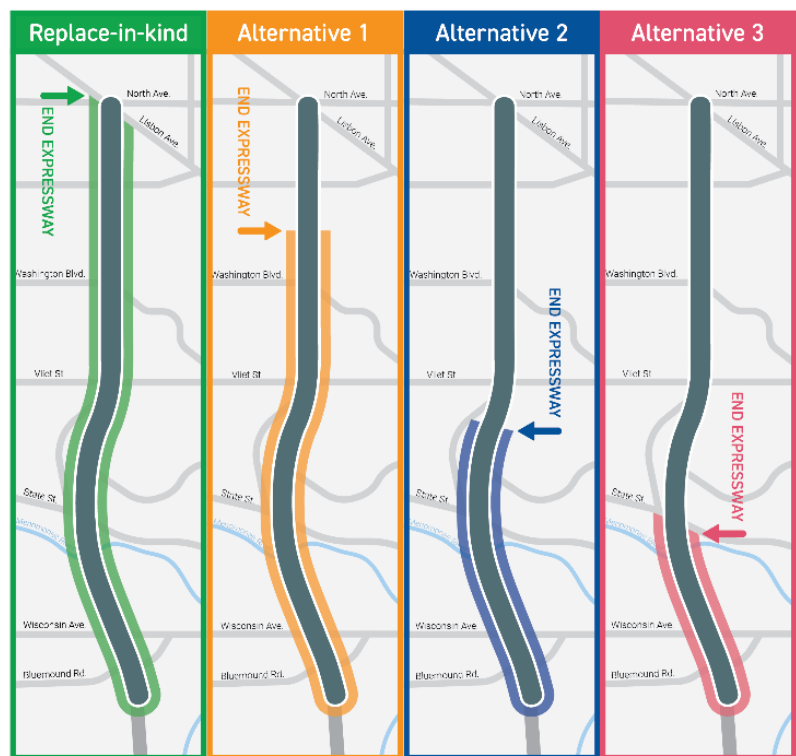 Replace-in-kind
North Ave.
Lisbon Ave.
END EXPRESSWAY
Washington Blvd.
Vliet St
State St.
Wisconsin Ave.
Bluemound Rd.
Alternative 1
North Ave.
Lisbon Ave.
END EXPRESSWAY
Washington Blvd.
Vliet St
State St.
Wisconsin Ave.
Bluemound Rd.
Alternative 2
North Ave.
Lisbon Ave.
Washington Blvd.
END EXPRESSWAY
Vliet St
State St.
Wisconsin Ave.
Bluemound Rd.
Alternative 3
North Ave.
Lisbon Ave.
Washington Blvd.
Vliet St
END EXPRESSWAY
State St.
Wisconsin Ave.
Bluemound Rd.